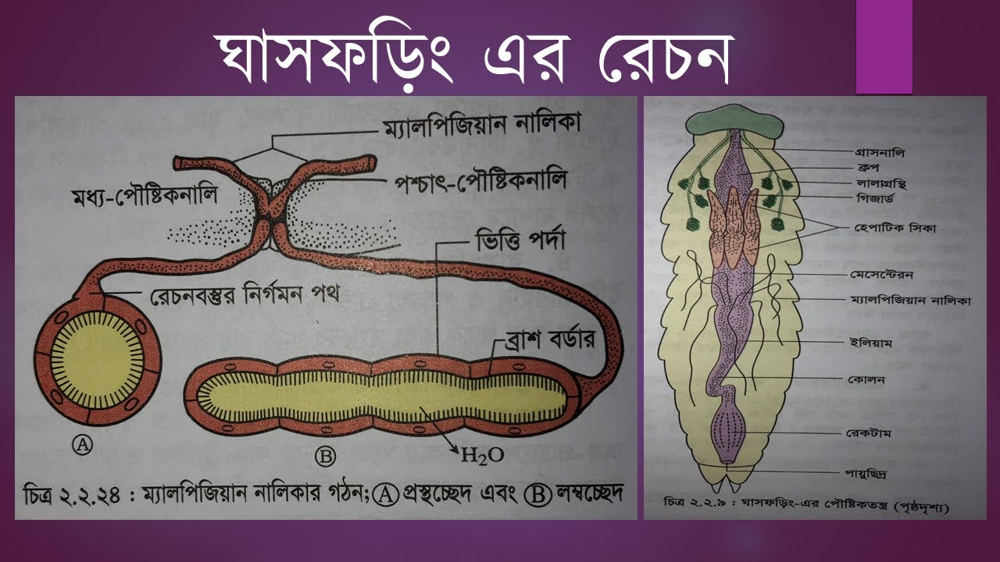 ঘাসফড়িং এর রেচন
ম্যালপিজিয়ান নালিকা
মধ্য-পৌষ্টিকনালি
পশ্চাৎ-পৌষ্টিকনালি
ভিত্তি পর্দা
রেচনবস্তুর নির্গমন পথ
ব্রাশ বর্ডার
A
B
H₂O
চিত্র ২.২.২৪ : ম্যালপিজিয়ান নালিকার গঠন; Ⓐ প্রস্থচ্ছেদ এবং Ⓑ লম্বচ্ছেদ
গ্রাসনালি
ক্রপ
লালাগ্রন্থি
গিজার্ড
হেপাটিক সিকা
মেসেন্টেরন
ম্যালপিজিয়ান নালিকা
ইলিয়াম
কোলন
রেকটাম
পায়ুছিদ্র
চিত্র ২.২.৯ : ঘাসফড়িং-এর পৌষ্টিকতন্ত্র (পৃষ্ঠদৃশ্য)